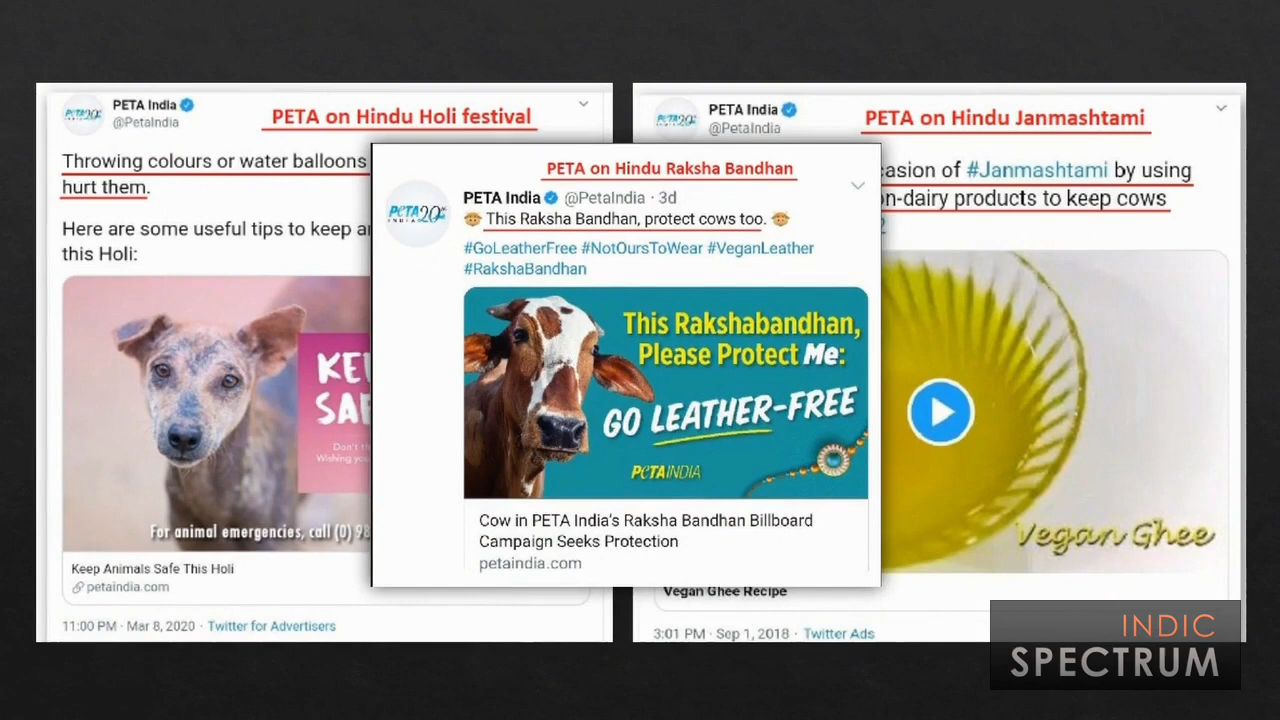 PETA India
@PetaIndia
PETA on Hindu Holi festival
Throwing colours or water balloons
hurt them.
Here are some useful tips to keep
this Holi:
For animal emergencies, call (0) 98
Keep Animals Safe This Holi
petaindia.com
11:00 PM · Mar 8, 2020 · Twitter for Advertisers
PETA on Hindu Raksha Bandhan
PETA 20
INDIA
PETA India @PetaIndia · 3d
This Raksha Bandhan, protect cows too.
#GoLeatherFree #NotOursToWear #VeganLeather
#RakshaBandhan
This Rakshabandhan,
Please Protect Me:
GO LEATHER-FREE
PETA INDIA
Cow in PETA India's Raksha Bandhan Billboard
Campaign Seeks Protection
petaindia.com
PETA India
@PetaIndia
PETA on Hindu Janmashtami
of #Janmashtami by using
products to keep cows
Vegan Ghee
Vegan Ghee Recipe
3:01 PM · Sep 1, 2018 · Twitter Ads
INDIC
SPECTRUM